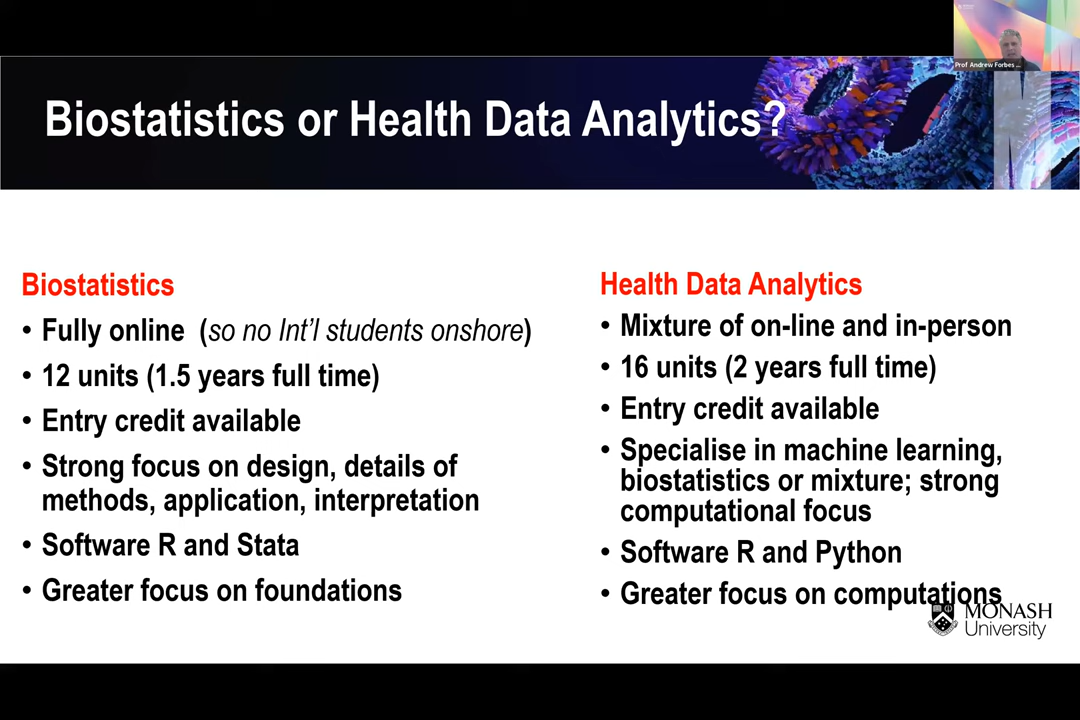 Prof Andrew Forbes ...
Biostatistics or Health Data Analytics?
Biostatistics
• Fully online (so no Int'l students onshore)
• 12 units (1.5 years full time)
• Entry credit available
• Strong focus on design, details of
methods, application, interpretation
• Software R and Stata
• Greater focus on foundations
Health Data Analytics
• Mixture of on-line and in-person
• 16 units (2 years full time)
• Entry credit available
• Specialise in machine learning,
biostatistics or mixture; strong
computational focus
• Software R and Python
• Greater focus on computations
MONASH
University